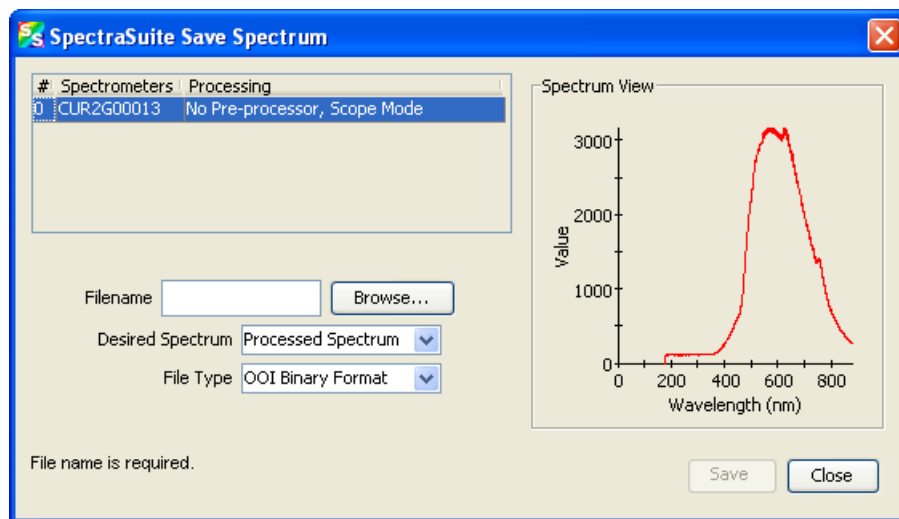 SpectraSuite Save Spectrum
# Spectrometers Processing
0 CUR2G00013 No Pre-processor, Scope Mode
Filename
Browse...
Desired Spectrum Processed Spectrum
File Type OOI Binary Format
File name is required.
Spectrum View
3000
2000
1000
0
Value
0 200 400 600 800
Wavelength (nm)
Save Close